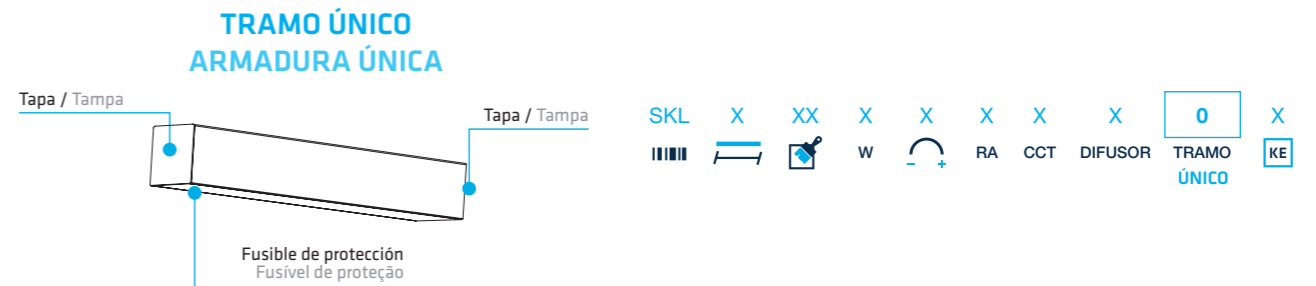 TRAMO ÚNICO
ARMADURA ÚNICA
Tapa / Tampa
Tapa / Tampa
Fusible de protección
Fusível de proteção
SKL X XX X X X X X 0 X
W - + RA CCT DIFUSOR TRAMO KE
ÚNICO